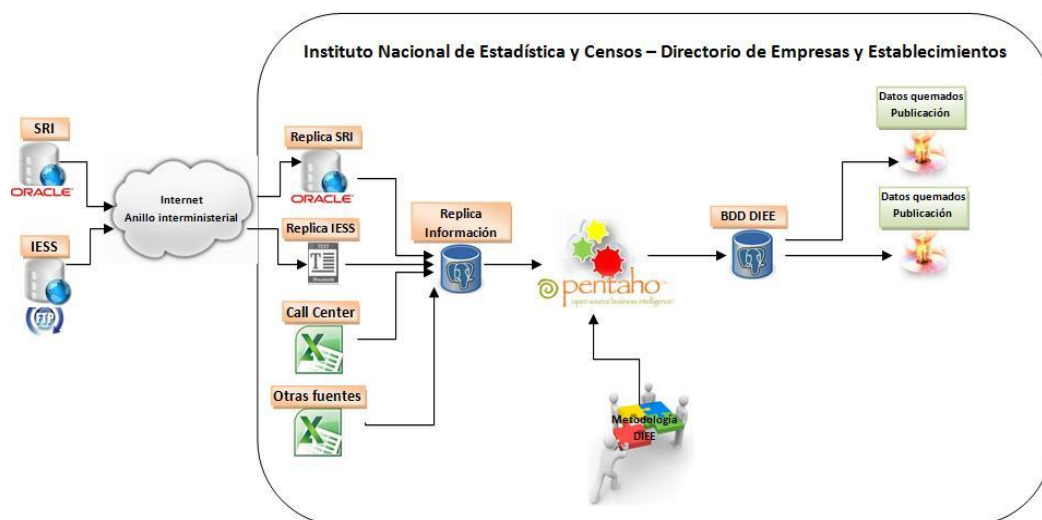 Instituto Nacional de Estadística y Censos – Directorio de Empresas y Establecimientos
SRI
ORACLE
IESS
FTP
Internet
Anillo interministerial
Replica SRI
ORACLE
Replica IESS
TEXT
T
Document
Call Center
X
Otras fuentes
X
Replica
Información
pentaho
open source business intelligence
Metodología
DIEE
BDD DIEE
Datos quemados
Publicación
Datos quemados
Publicación